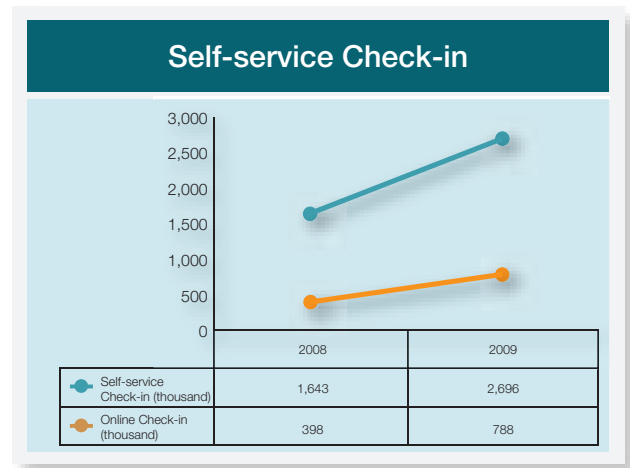 Self-service Check-in
3,000
2,500
2,000
1,500
1,000
500
0
2008 2009
Self-service
Check-in (thousand) 1,643 2,696
Online Check-in
(thousand) 398 788